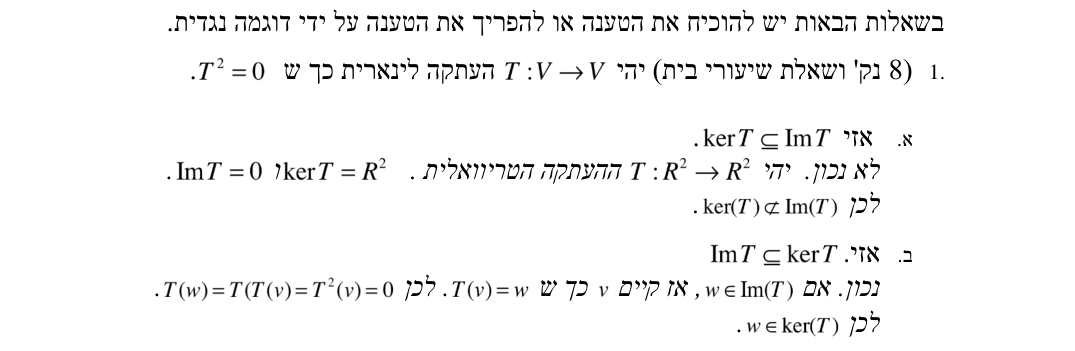 בשאלות הבאות יש להוכיח את הטענה או להפריך את הטענה על ידי דוגמה נגדית.
1. (8 נק' ושאלת שיעורי בית) יהי T : V → V העתקה לינארית כך ש T² = 0.
א. אזי ker T ⊆ Im T.
לא נכון. יהי T : R² → R² ההעתקה הטריוויאלית. ker T = R² ו Im T = 0.
לכן ker(T) ⊄ Im(T).
ב. אזי. Im T ⊆ ker T
נכון. אם w ∈ Im(T), אז קיים v כך ש T(v) = w. לכן T(w) = T(T(v) = T²(v) = 0.
לכן w ∈ ker(T).